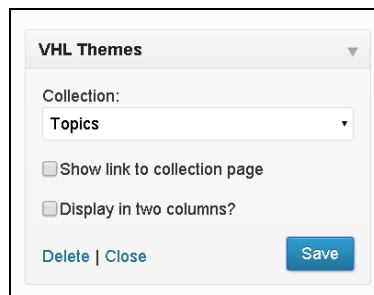 VHL Themes
Collection:
Topics
Show link to collection page
Display in two columns?
Delete | Close
Save